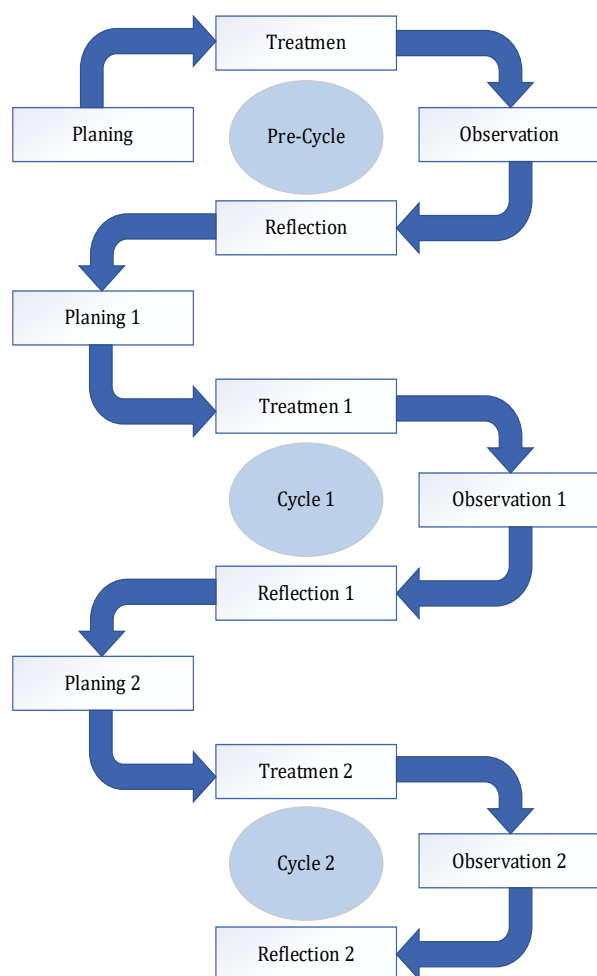 Treatmen
Planing
Pre-Cycle
Observation
Reflection
Planing 1
Treatmen 1
Cycle 1
Observation 1
Reflection 1
Planing 2
Treatmen 2
Cycle 2
Observation 2
Reflection 2